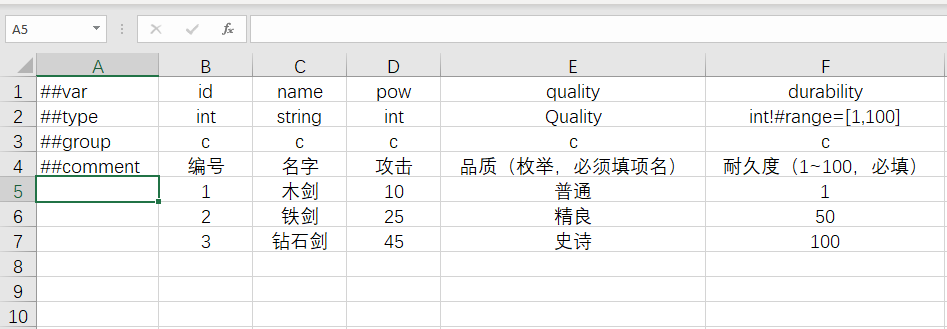 A5
fx
A B C D E F
1 ##var id name pow quality durability
2 ##type int string int Quality int!#range=[1,100]
3 ##group c c c c c
4 ##comment 编号 名字 攻击 品质（枚举，必须填项名） 耐久度（1~100，必填）
5 1 木剑 10 普通 1
6 2 铁剑 25 精良 50
7 3 钻石剑 45 史诗 100
8
9
10